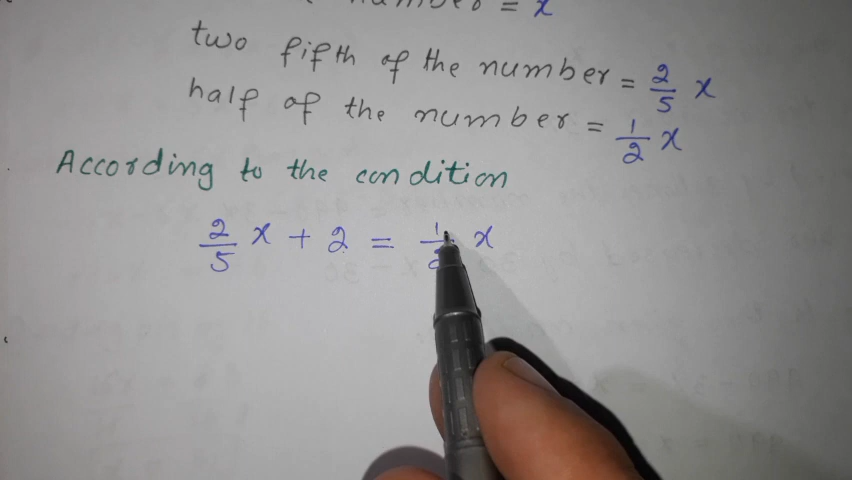 number = x
two fifth of the number = 2/5 x
half of the number = 1/2 x
According to the condition
2/5 x + 2 = 1/2 x